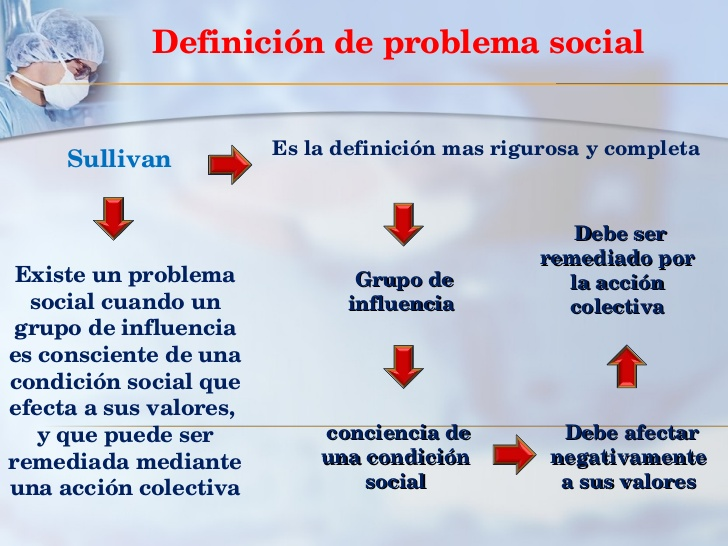 Definición de problema social
Sullivan
Es la definición mas rigurosa y completa
Existe un problema
social cuando un
grupo de influencia
es consciente de una
condición social que
efecta a sus valores,
y que puede ser
remediada mediante
una acción colectiva
Grupo de
influencia
conciencia de
una condición
social
Debe afectar
negativamente
a sus valores
Debe ser
remediado por
la acción
colectiva